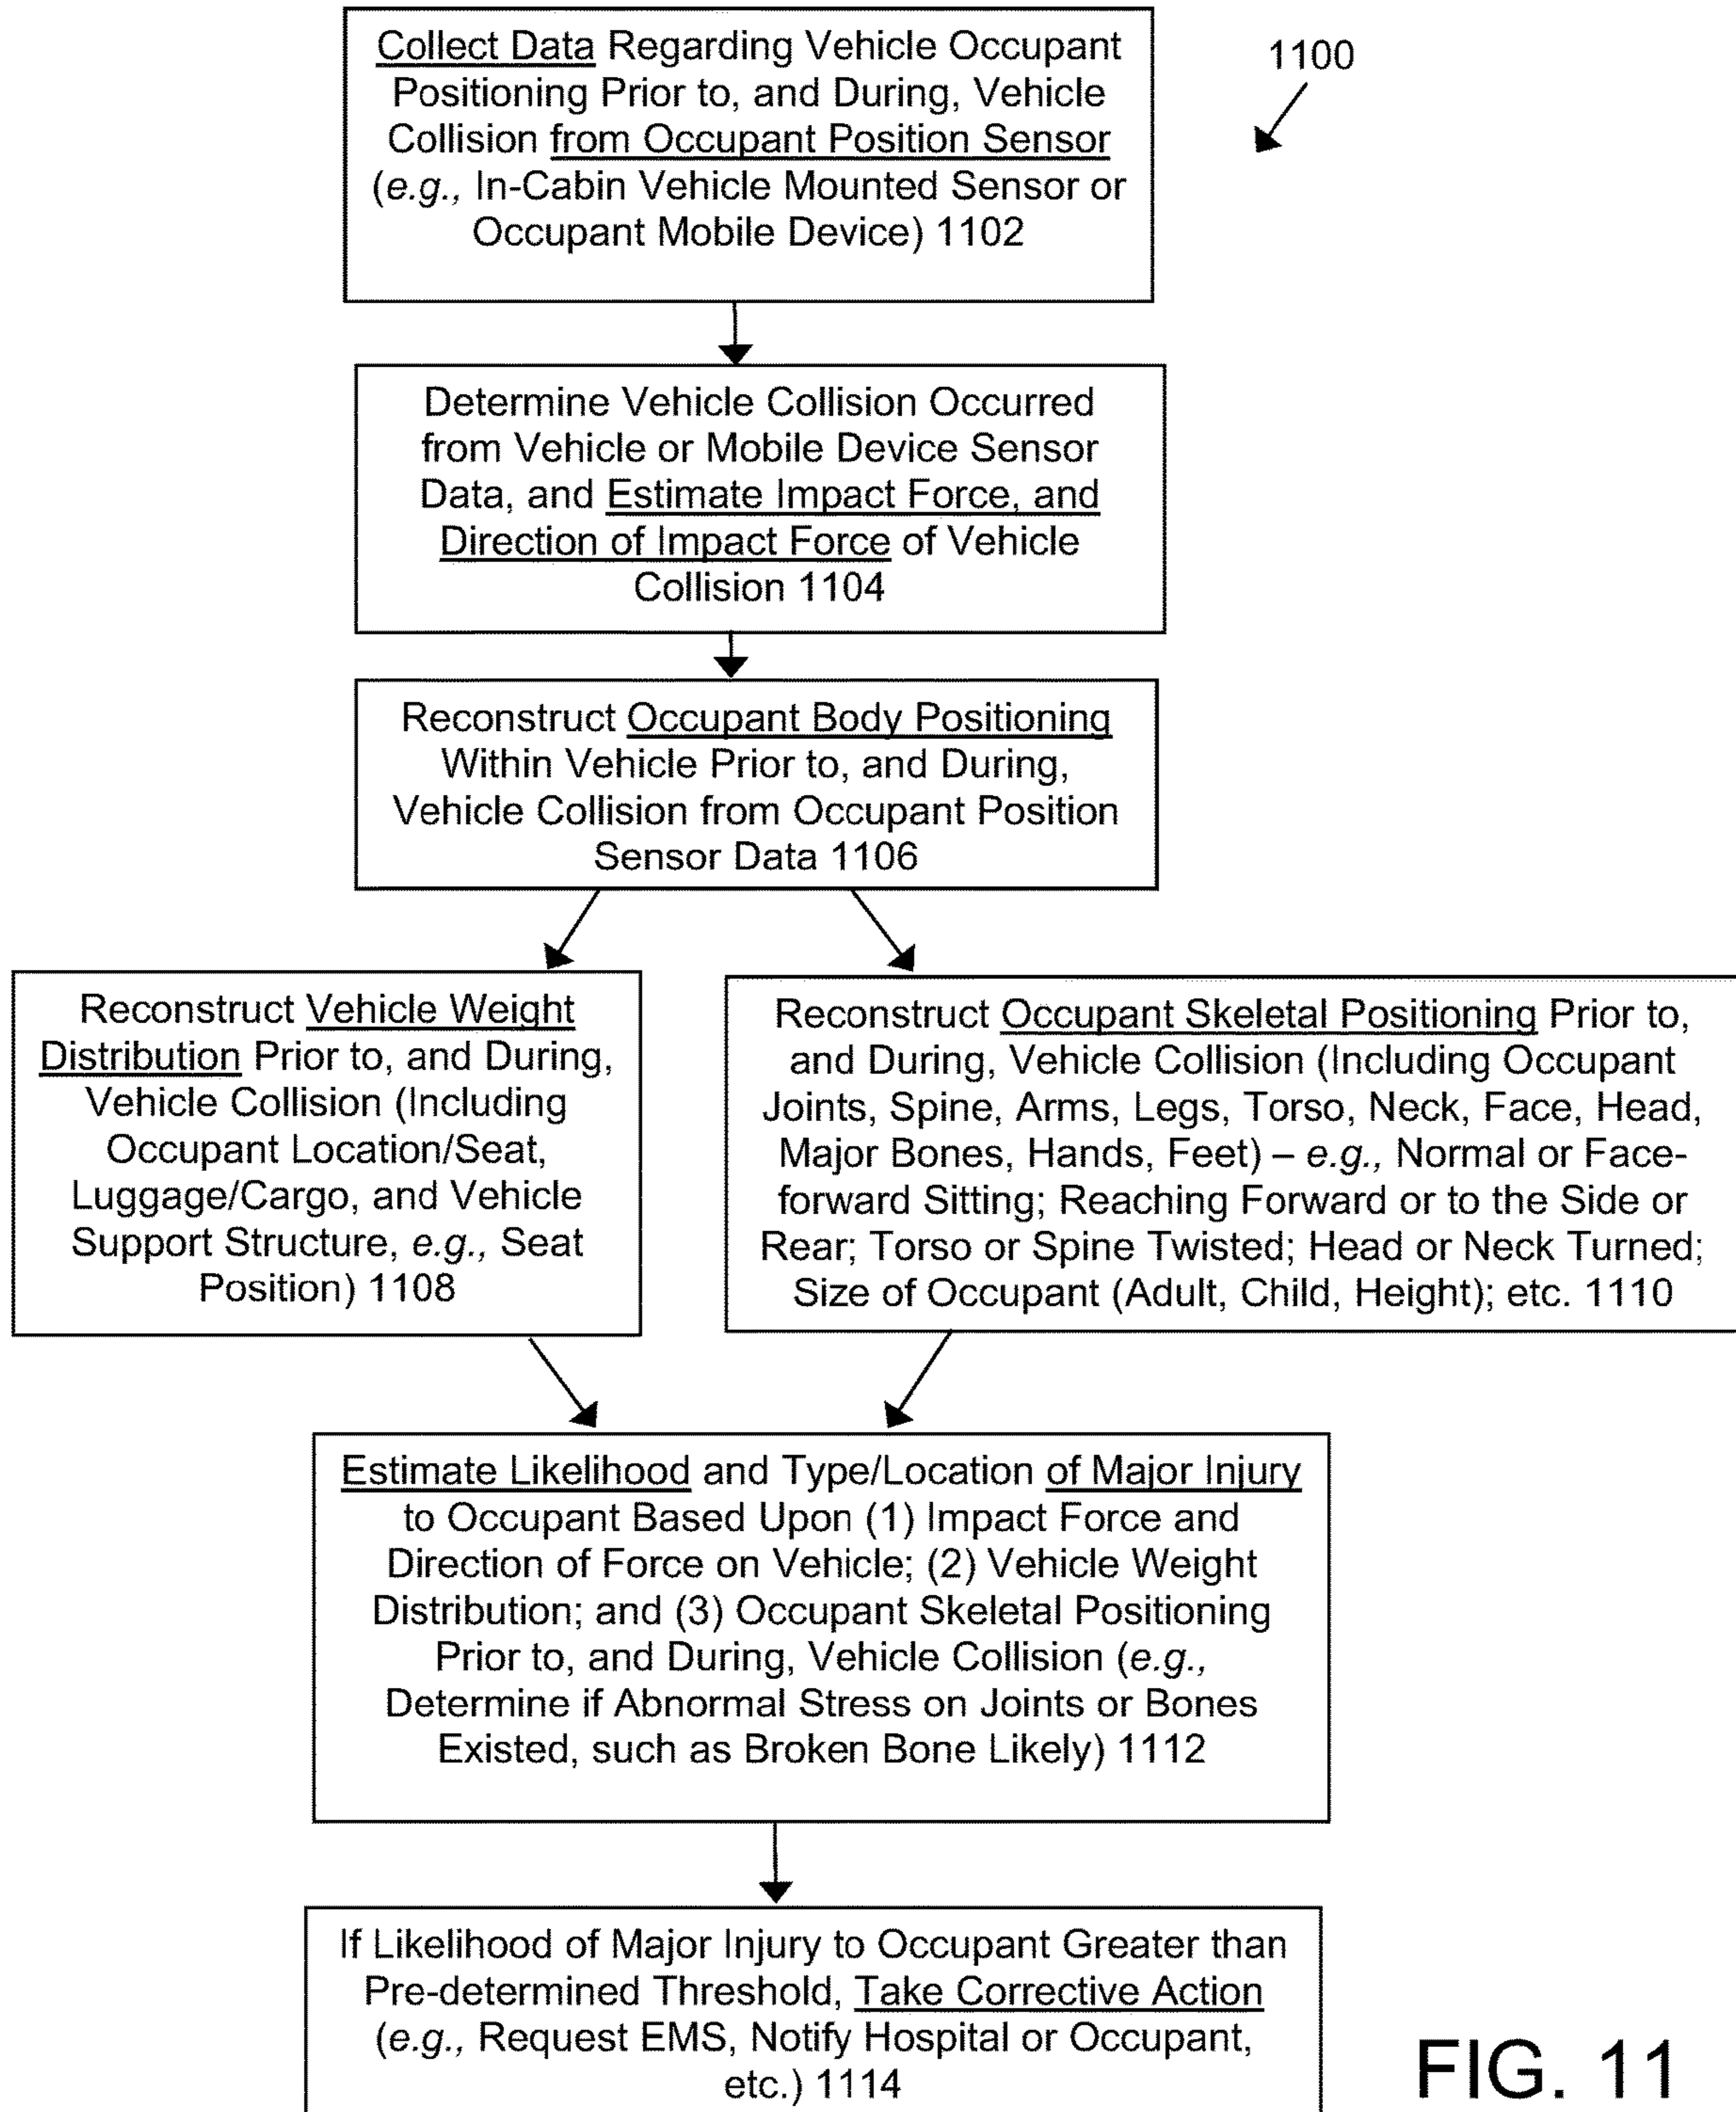 Collect Data Regarding Vehicle Occupant
Positioning Prior to, and During, Vehicle
Collision from Occupant Position Sensor
(e.g., In-Cabin Vehicle Mounted Sensor or
Occupant Mobile Device) 1102
1100
Determine Vehicle Collision Occurred
from Vehicle or Mobile Device Sensor
Data, and Estimate Impact Force, and
Direction of Impact Force of Vehicle
Collision 1104
Reconstruct Occupant Body Positioning
Within Vehicle Prior to, and During,
Vehicle Collision from Occupant Position
Sensor Data 1106
Reconstruct Vehicle Weight
Distribution Prior to, and During,
Vehicle Collision (Including
Occupant Location/Seat,
Luggage/Cargo, and Vehicle
Support Structure, e.g., Seat
Position) 1108
Reconstruct Occupant Skeletal Positioning Prior to,
and During, Vehicle Collision (Including Occupant
Joints, Spine, Arms, Legs, Torso, Neck, Face, Head,
Major Bones, Hands, Feet) – e.g., Normal or Face-
forward Sitting; Reaching Forward or to the Side or
Rear; Torso or Spine Twisted; Head or Neck Turned;
Size of Occupant (Adult, Child, Height); etc. 1110
Estimate Likelihood and Type/Location of Major Injury
to Occupant Based Upon (1) Impact Force and
Direction of Force on Vehicle; (2) Vehicle Weight
Distribution; and (3) Occupant Skeletal Positioning
Prior to, and During, Vehicle Collision (e.g.,
Determine if Abnormal Stress on Joints or Bones
Existed, such as Broken Bone Likely) 1112
If Likelihood of Major Injury to Occupant Greater than
Pre-determined Threshold, Take Corrective Action
(e.g., Request EMS, Notify Hospital or Occupant,
etc.) 1114
FIG. 11